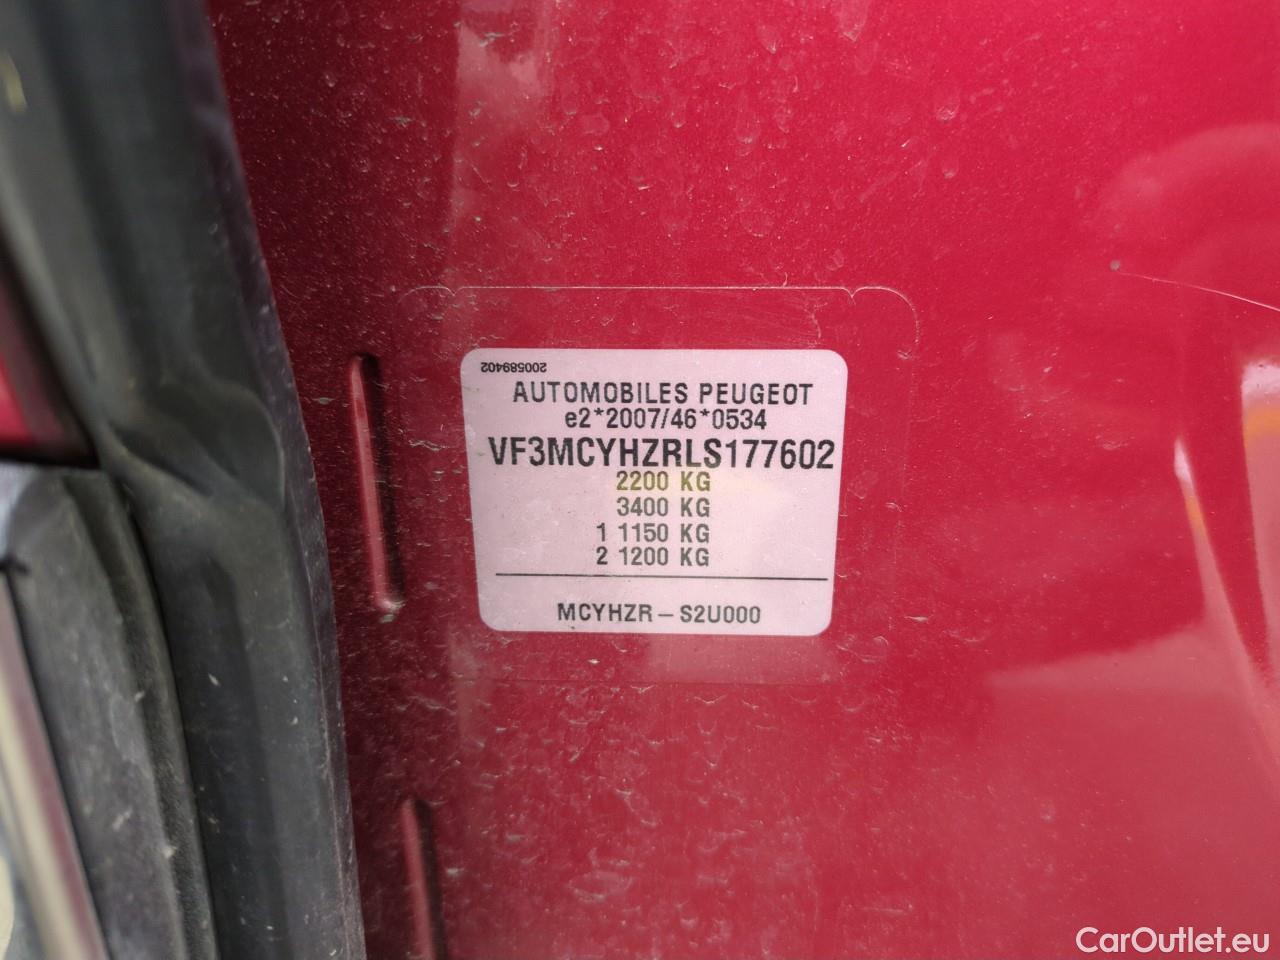 200589402
AUTOMOBILES PEUGEOT
e2*2007/46*0534
VF3MCYHZRLS177602
2200 KG
3400 KG
1 1150 KG
2 1200 KG
MCYHZR – S2U000
CarOutlet.eu